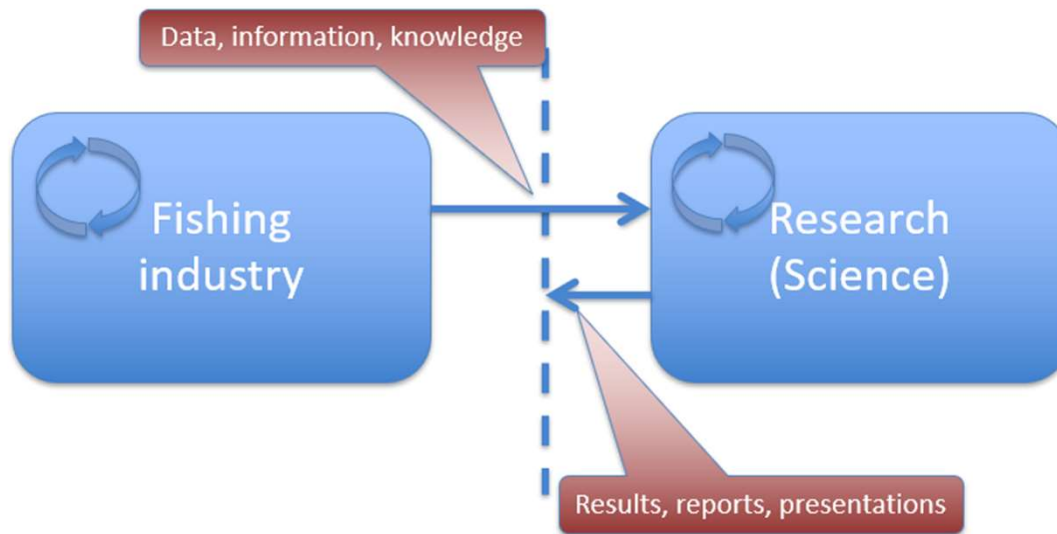 Data, information, knowledge
Fishing
industry
Research
(Science)
Results, reports, presentations